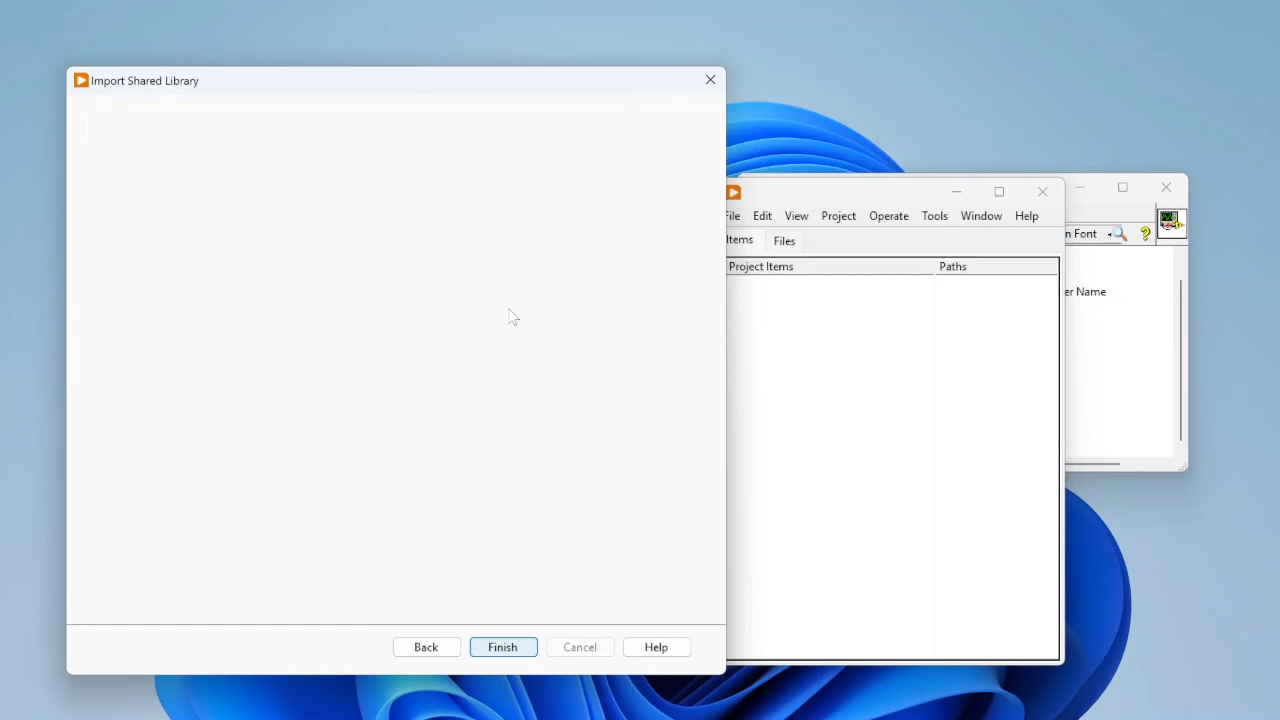 Import Shared Library
File Edit View Project Operate Tools Window Help
Items Files
Project Items Paths
n Font
er Name
Back Finish Cancel Help